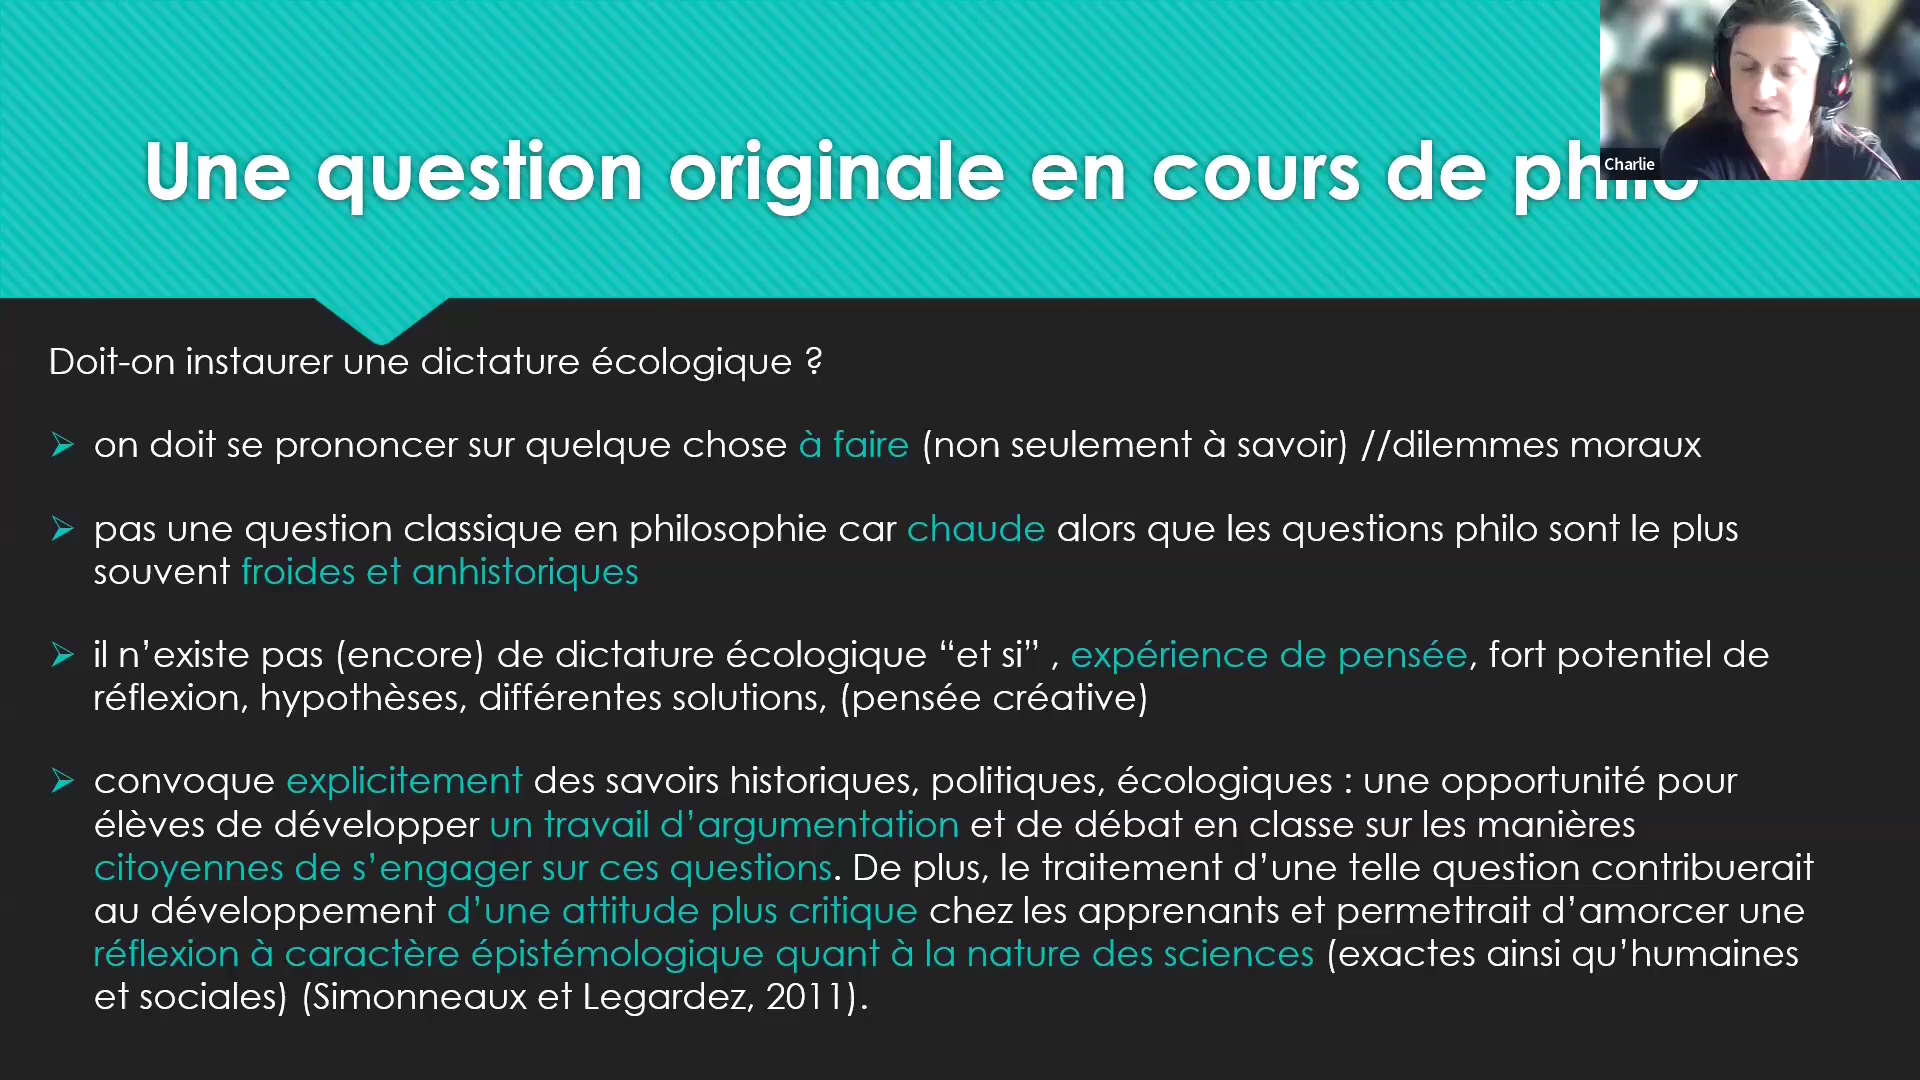 Une question originale en cours de philo
Charlie
Doit-on instaurer une dictature écologique ?
on doit se prononcer sur quelque chose à faire (non seulement à savoir) //dilemmes moraux
pas une question classique en philosophie car chaude alors que les questions philo sont le plus
souvent froides et anhistoriques
il n’existe pas (encore) de dictature écologique “et si” , expérience de pensée, fort potentiel de
réflexion, hypothèses, différentes solutions, (pensée créative)
convoque explicitement des savoirs historiques, politiques, écologiques : une opportunité pour
élèves de développer un travail d’argumentation et de débat en classe sur les manières
citoyennes de s’engager sur ces questions. De plus, le traitement d’une telle question contribuerait
au développement d’une attitude plus critique chez les apprenants et permettrait d’amorcer une
réflexion à caractère épistémologique quant à la nature des sciences (exactes ainsi qu’humaines
et sociales) (Simonneaux et Legardez, 2011).